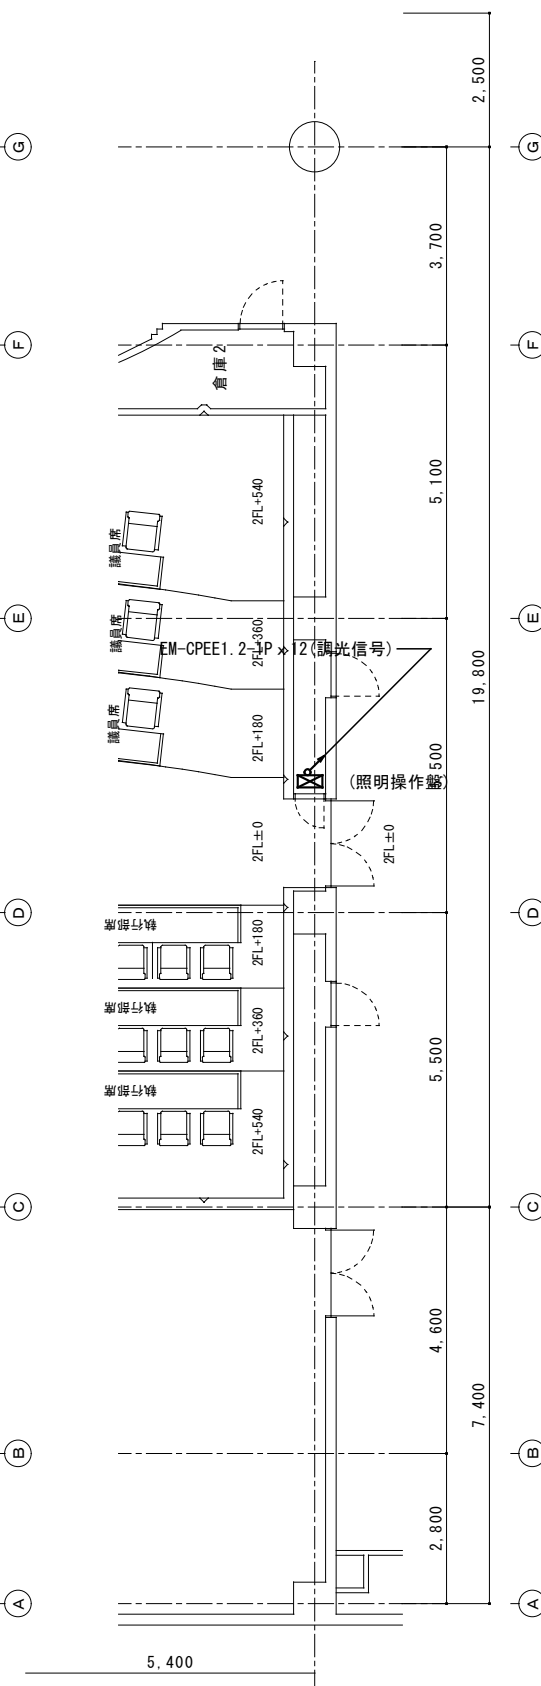 2,500
G
G
3,700
F
F
倉庫2
5,100
2FL+540
議員席
E
E
議員席
2FL+360
EM-CPEE1.2-1P×12(調光信号)
19,800
議員席
2FL+180
5,500
(照明操作盤)
2FL±0
2FL±0
D
D
執行部席
2FL+180
執行部席
2FL+360
5,500
執行部席
2FL+540
C
C
4,600
7,400
B
B
2,800
A
A
5,400